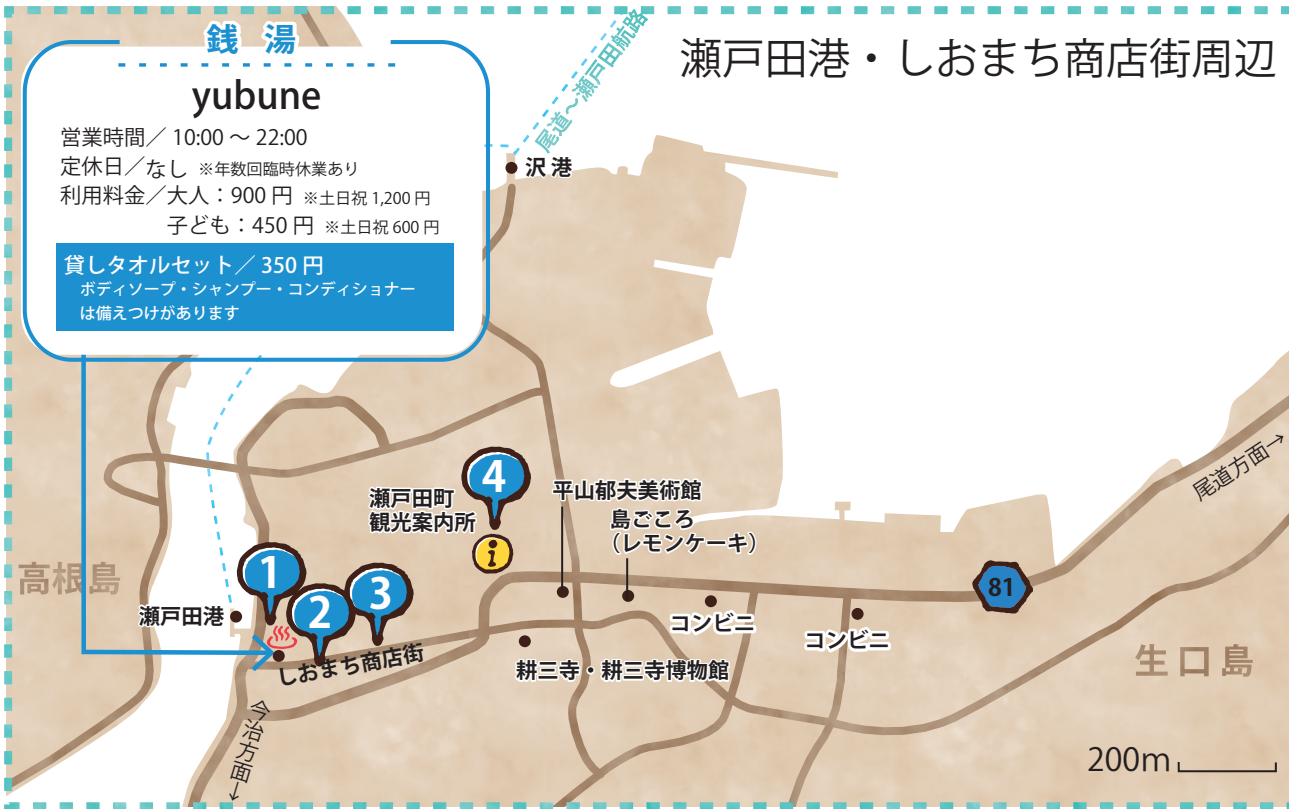 瀬戸田港・しおまち商店街周辺
銭湯
yubune
営業時間／ 10:00 ～ 22:00
定休日／なし ※年数回臨時休業あり
利用料金／大人：900 円 ※土日祝 1,200 円
子ども：450 円 ※土日祝 600 円
貸しタオルセット／ 350 円
ボディソープ・シャンプー・コンディショナー
は備えつけがあります
尾道～瀬戸田航路
沢港
尾道方面→
4
瀬戸田町
観光案内所
i
平山郁夫美術館
島ごころ
（レモンケーキ）
高根島
1
2
3
瀬戸田港
しおまち商店街
81
コンビニ
コンビニ
耕三寺・耕三寺博物館
生口島
今治方面→
200m